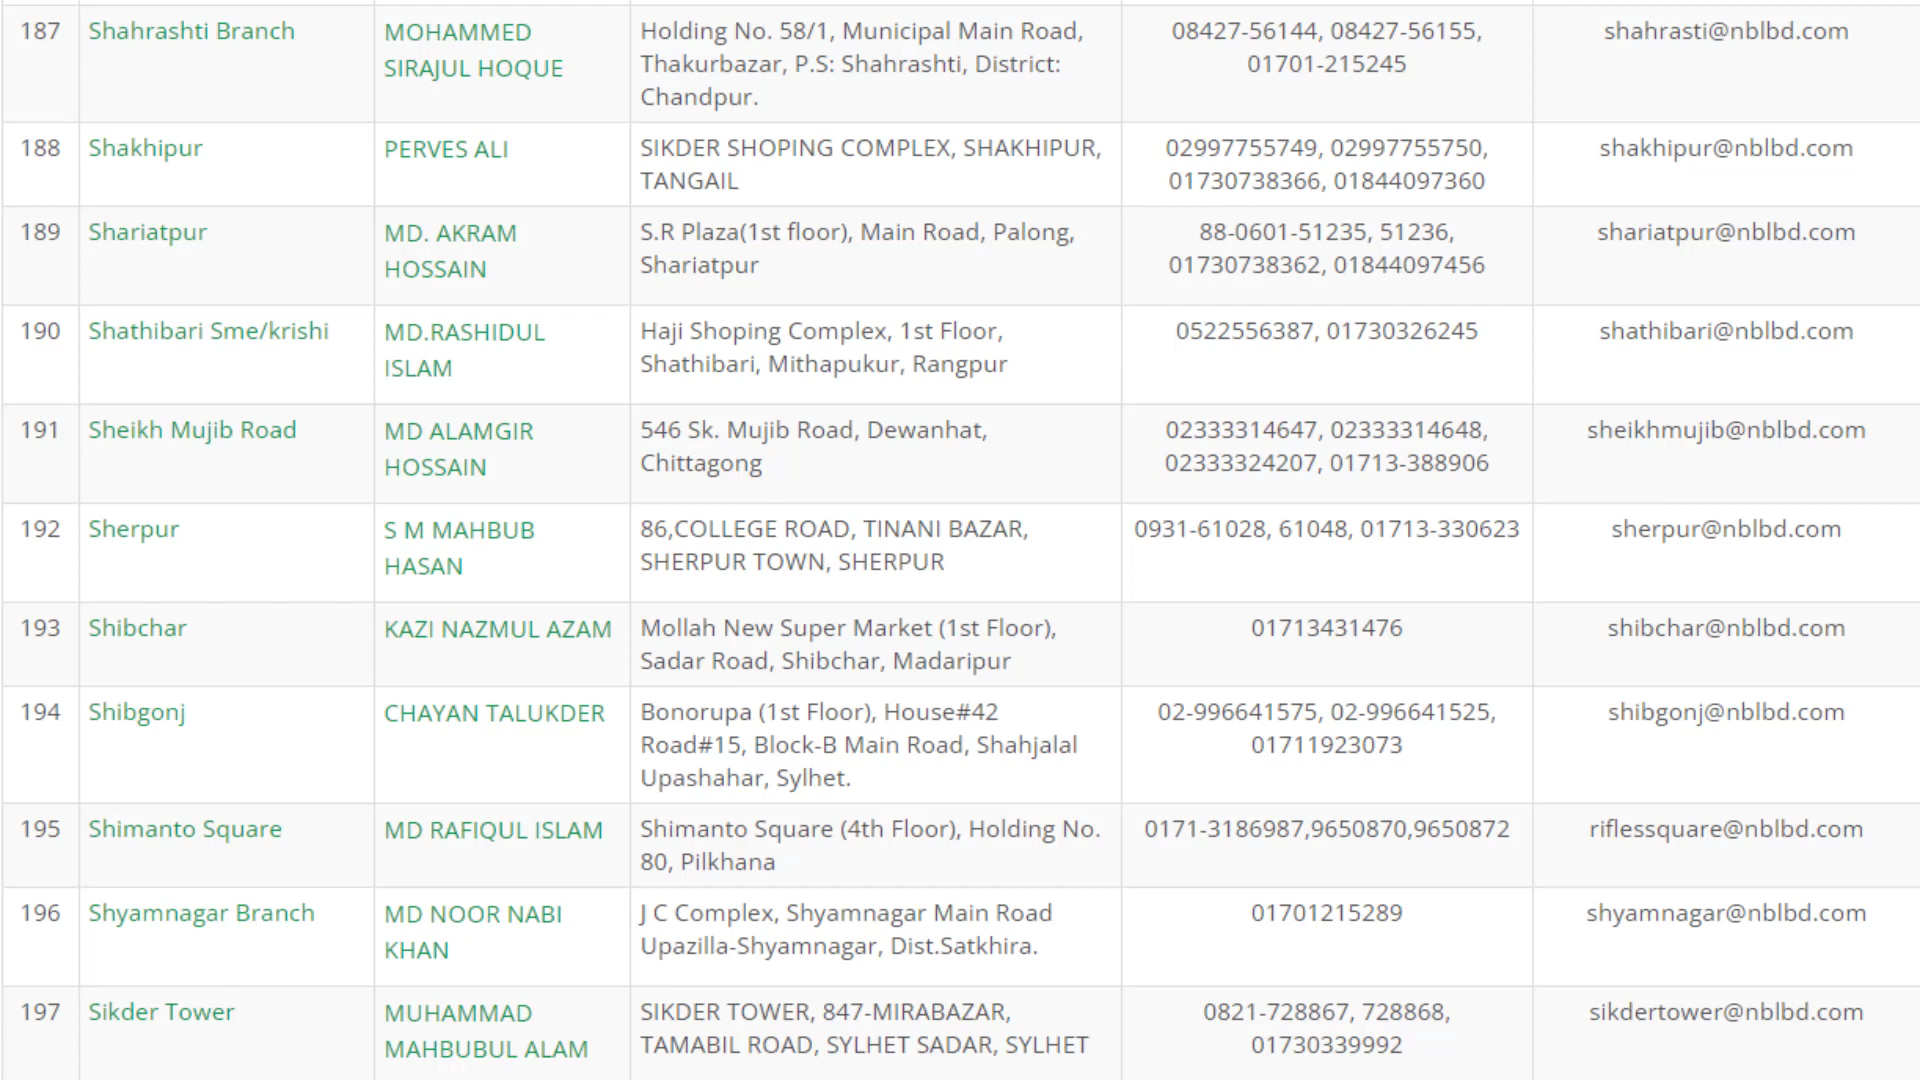 187 Shahrashti Branch MOHAMMED Holding No. 58/1, Municipal Main Road, 08427-56144, 08427-56155, shahrasti@nblbd.com
SIRAJUL HOQUE Thakurbazar, P.S: Shahrashti, District: 01701-215245
Chandpur.
188 Shakhipur PERVES ALI SIKDER SHOPING COMPLEX, SHAKHIPUR, 02997755749, 02997755750, shakhipur@nblbd.com
TANGAIL 01730738366, 01844097360
189 Shariatpur MD. AKRAM S.R Plaza(1st floor), Main Road, Palong, 88-0601-51235, 51236, shariatpur@nblbd.com
HOSSAIN Shariatpur 01730738362, 01844097456
190 Shathibari Sme/krishi MD.RASHIDUL Haji Shoping Complex, 1st Floor, 0522556387, 01730326245 shathibari@nblbd.com
ISLAM Shathibari, Mithapukur, Rangpur
191 Sheikh Mujib Road MD ALAMGIR 546 Sk. Mujib Road, Dewanhat, 02333314647, 02333314648, sheikhmujib@nblbd.com
HOSSAIN Chittagong 02333324207, 01713-388906
192 Sherpur S M MAHBUB 86,COLLEGE ROAD, TINANI BAZAR, 0931-61028, 61048, 01713-330623 sherpur@nblbd.com
HASAN SHERPUR TOWN, SHERPUR
193 Shibchar KAZI NAZMUL AZAM Mollah New Super Market (1st Floor), 01713431476 shibchar@nblbd.com
Sadar Road, Shibchar, Madaripur
194 Shibgonj CHAYAN TALUKDER Bonorupa (1st Floor), House#42 02-996641575, 02-996641525, shibgonj@nblbd.com
Road#15, Block-B Main Road, Shahjalal 01711923073
Upashahar, Sylhet.
195 Shimanto Square MD RAFIQUL ISLAM Shimanto Square (4th Floor), Holding No. 0171-3186987,9650870,9650872 riflessquare@nblbd.com
80, Pilkhana
196 Shyamnagar Branch MD NOOR NABI J C Complex, Shyamnagar Main Road 01701215289 shyamnagar@nblbd.com
KHAN Upazilla-Shyamnagar, Dist.Satkhira.
197 Sikder Tower MUHAMMAD SIKDER TOWER, 847-MIRABAZAR, 0821-728867, 728868, sikdertower@nblbd.com
MAHBUBUL ALAM TAMABIL ROAD, SYLHET SADAR, SYLHET 01730339992